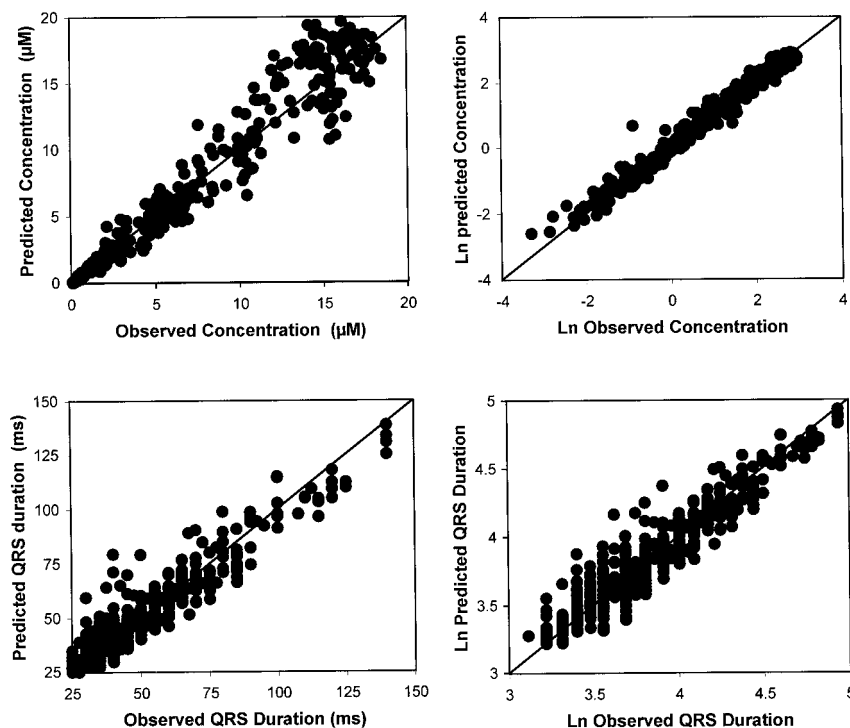 20
15
10
5
0
0 5 10 15 20
Predicted Concentration (µM)
Observed Concentration (µM)
4
2
0
-2
-4
-4 -2 0 2 4
Ln predicted Concentration
Ln Observed Concentration
150
125
100
75
50
25
25 50 75 100 125 150
Predicted QRS duration (ms)
Observed QRS Duration (ms)
5
4.5
4
3.5
3
3 3.5 4 4.5 5
Ln Predicted QRS Duration
Ln Observed QRS Duration